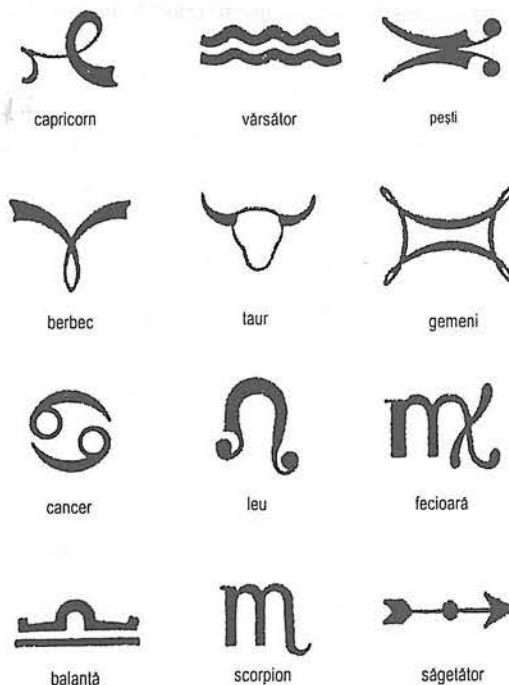 capricorn vărsător pești
berbec taur gemeni
cancer leu fecioară
balanță scorpion săgetător